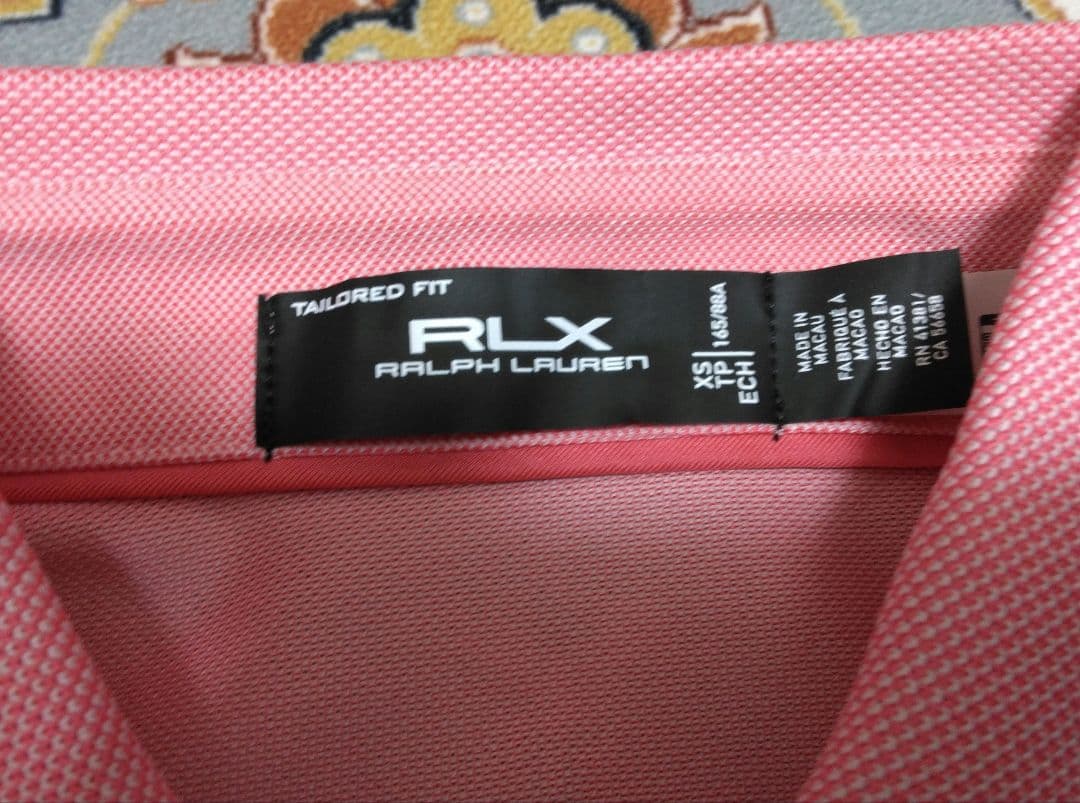 TAILORED FIT
RLX
RALPH LAUREN
XS
TP
ECH
165/88A
MADE IN
MACAU
FABRIQUÉ À
MACAO
HECHO EN
MACAO
RN 41381/
CA 56658